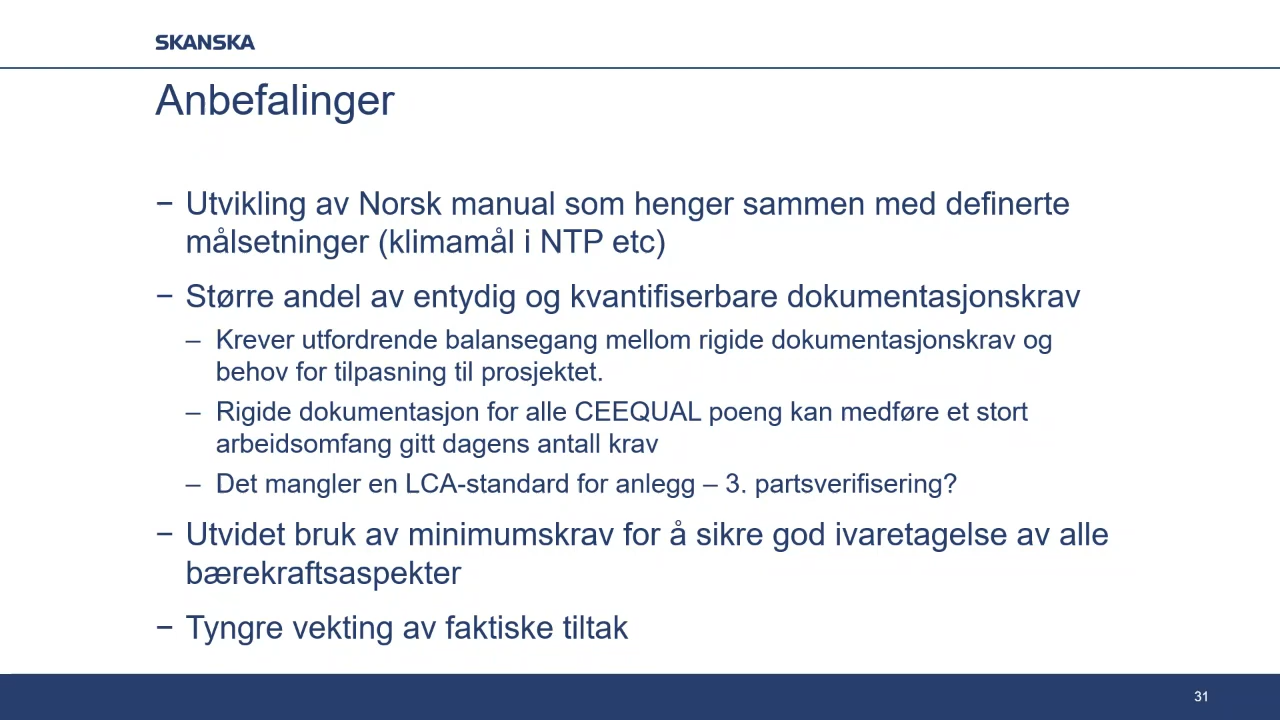 SKANSKA
Anbefalinger
− Utvikling av Norsk manual som henger sammen med definerte
målsetninger (klimamål i NTP etc)
− Større andel av entydig og kvantifiserbare dokumentasjonskrav
– Krever utfordrende balansegang mellom rigide dokumentasjonskrav og
behov for tilpasning til prosjektet.
– Rigide dokumentasjon for alle CEEQUAL poeng kan medføre et stort
arbeidsomfang gitt dagens antall krav
– Det mangler en LCA-standard for anlegg – 3. partsverifisering?
− Utvidet bruk av minimumskrav for å sikre god ivaretagelse av alle
bærekraftsaspekter
− Tyngre vekting av faktiske tiltak
31